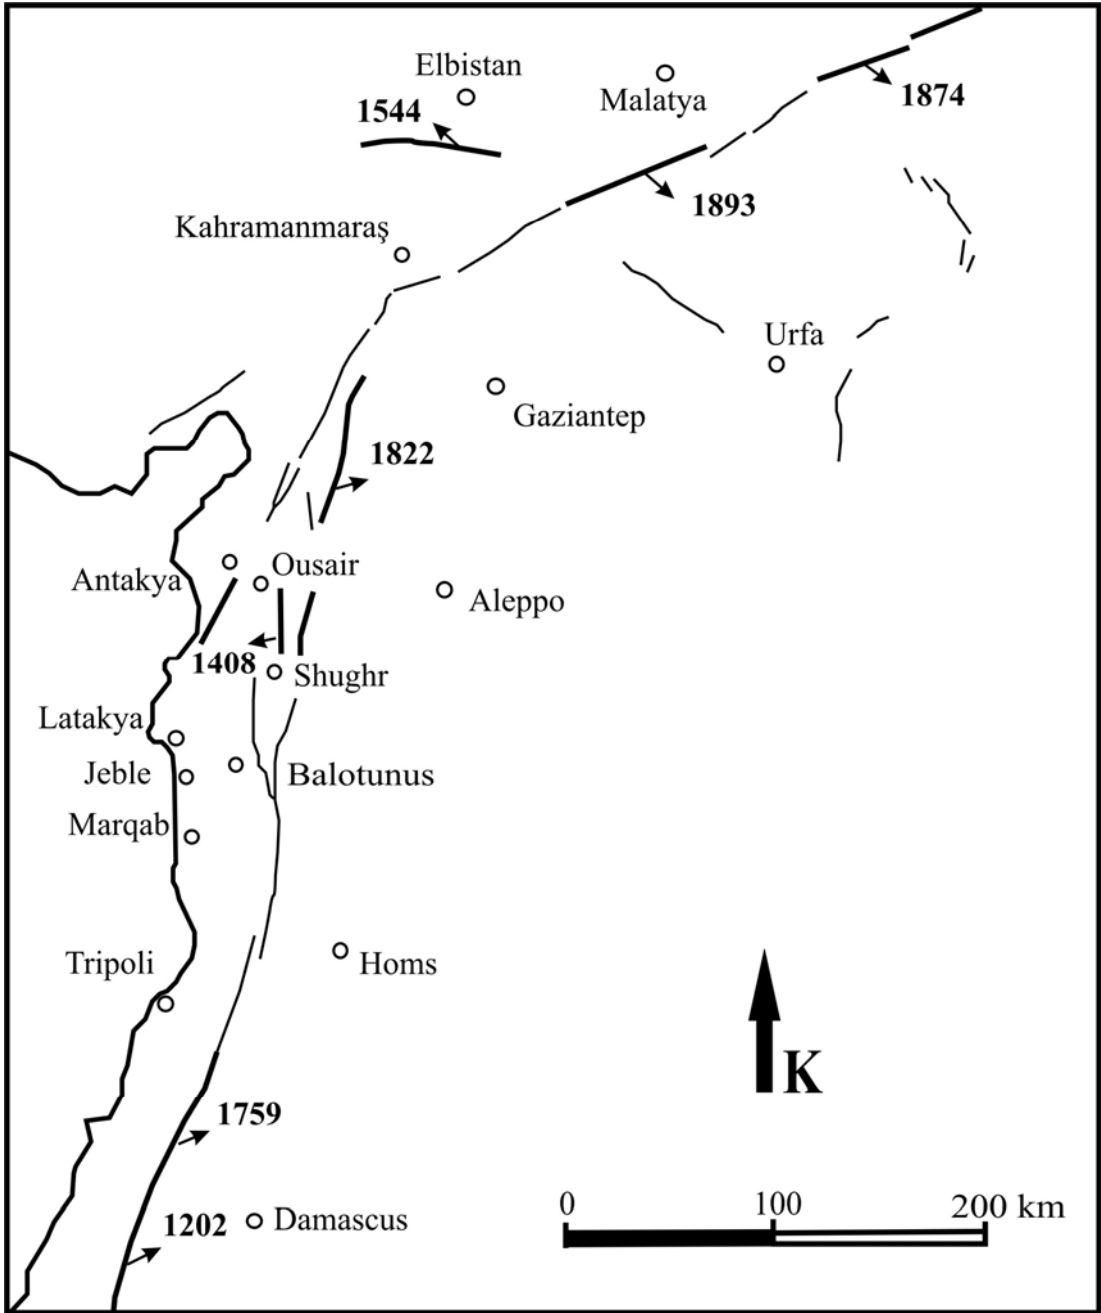 Elbistan
Malatya
1544
1874
1893
Kahramanmaraş
Urfa
Gaziantep
1822
Antakya
Ousair
Aleppo
1408
Shughr
Latakya
Jeble
Balotunus
Marqab
Tripoli
Homs
K
1759
1202
Damascus
0
100
200 km